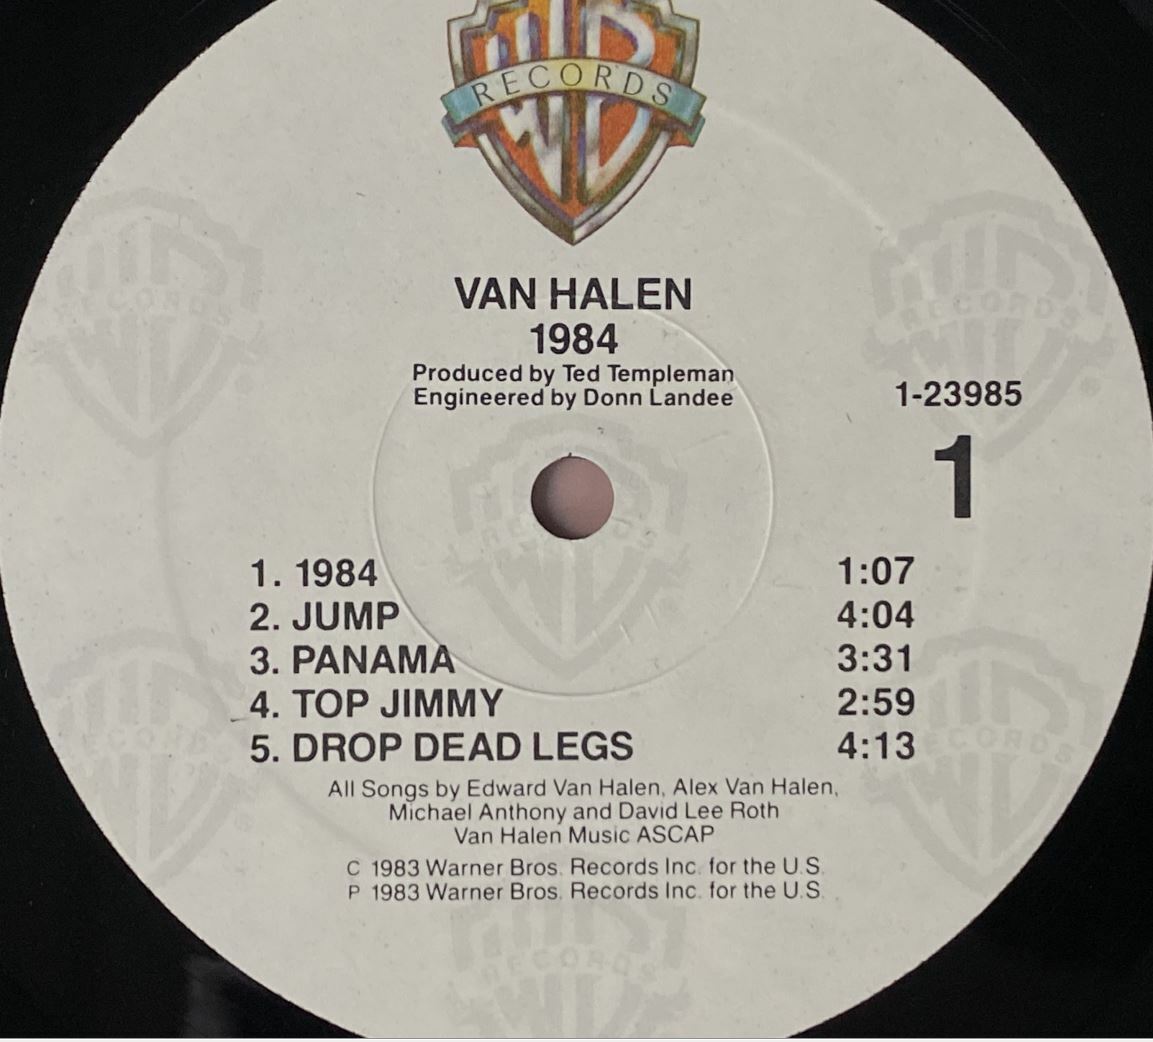 RECORDS
VAN HALEN
1984
Produced by Ted Templeman
Engineered by Donn Landee
1-23985
1
1. 1984 1:07
2. JUMP 4:04
3. PANAMA 3:31
4. TOP JIMMY 2:59
5. DROP DEAD LEGS 4:13
All Songs by Edward Van Halen, Alex Van Halen,
Michael Anthony and David Lee Roth
Van Halen Music ASCAP
C 1983 Warner Bros. Records Inc. for the U.S.
P 1983 Warner Bros. Records Inc. for the U.S.